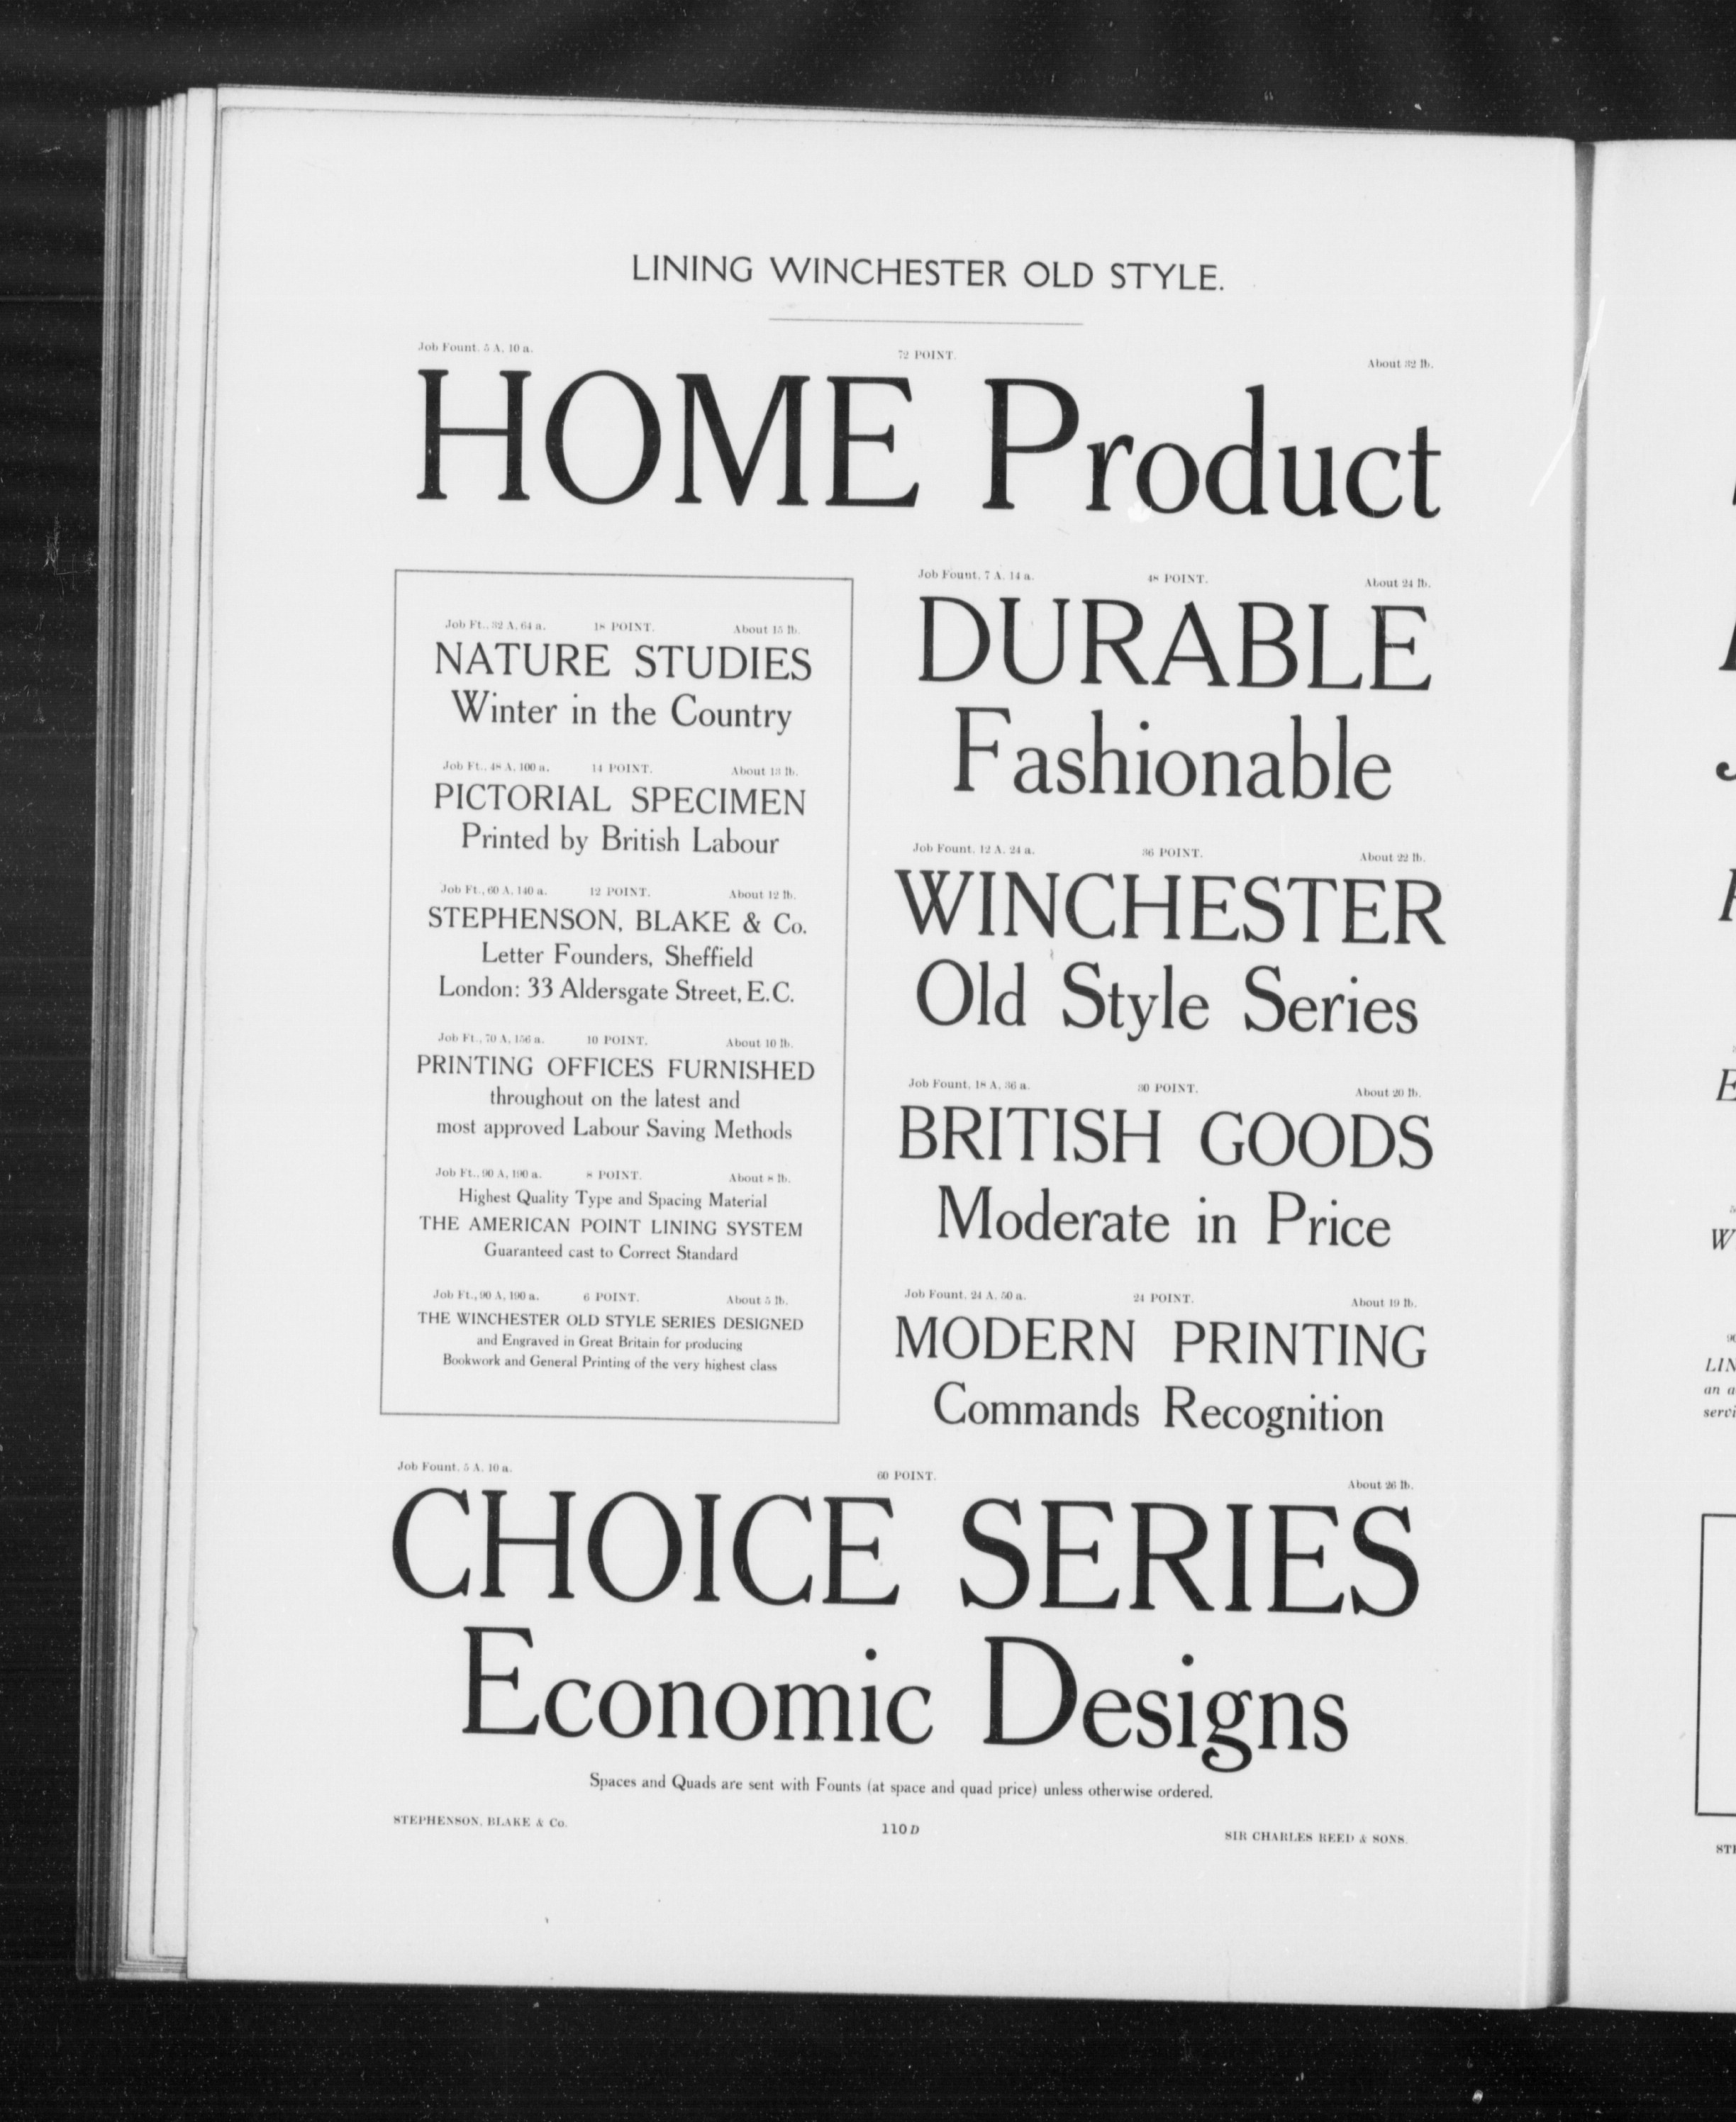 LINING WINCHESTER OLD STYLE.
Job Fount, 5 A, 10 a. 72 POINT. About 32 lb.
HOME Product
Job Ft., 32 A, 64 a. 18 POINT. About 15 lb.
NATURE STUDIES
Winter in the Country
Job Ft., 48 A, 100 a. 14 POINT. About 13 lb.
PICTORIAL SPECIMEN
Printed by British Labour
Job Ft., 60 A, 140 a. 12 POINT. About 12 lb.
STEPHENSON, BLAKE & Co.
Letter Founders, Sheffield
London: 33 Aldersgate Street, E.C.
Job Ft., 70 A, 156 a. 10 POINT. About 10 lb.
PRINTING OFFICES FURNISHED
throughout on the latest and
most approved Labour Saving Methods
Job Ft., 90 A, 190 a. 8 POINT. About 8 lb.
Highest Quality Type and Spacing Material
THE AMERICAN POINT LINING SYSTEM
Guaranteed cast to Correct Standard
Job Ft., 90 A, 190 a. 6 POINT. About 5 lb.
THE WINCHESTER OLD STYLE SERIES DESIGNED
and Engraved in Great Britain for producing
Bookwork and General Printing of the very highest class
Job Fount, 7 A, 14 a. 48 POINT. About 24 lb.
DURABLE
Fashionable
Job Fount, 12 A, 24 a. 36 POINT. About 22 lb.
WINCHESTER
Old Style Series
Job Fount, 18 A, 36 a. 30 POINT. About 20 lb.
BRITISH GOODS
Moderate in Price
Job Fount, 24 A, 50 a. 24 POINT. About 19 lb.
MODERN PRINTING
Commands Recognition
Job Fount, 5 A, 10 a. 60 POINT. About 26 lb.
CHOICE SERIES
Economic Designs
Spaces and Quads are sent with Founts (at space and quad price) unless otherwise ordered.
STEPHENSON, BLAKE & Co. 110D SIR CHARLES REED & SONS.